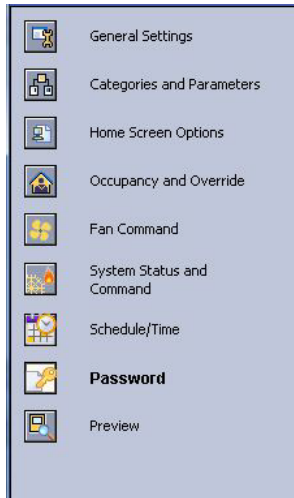 General Settings
Categories and Parameters
Home Screen Options
Occupancy and Override
Fan Command
System Status and
Command
Schedule/Time
Password
Preview